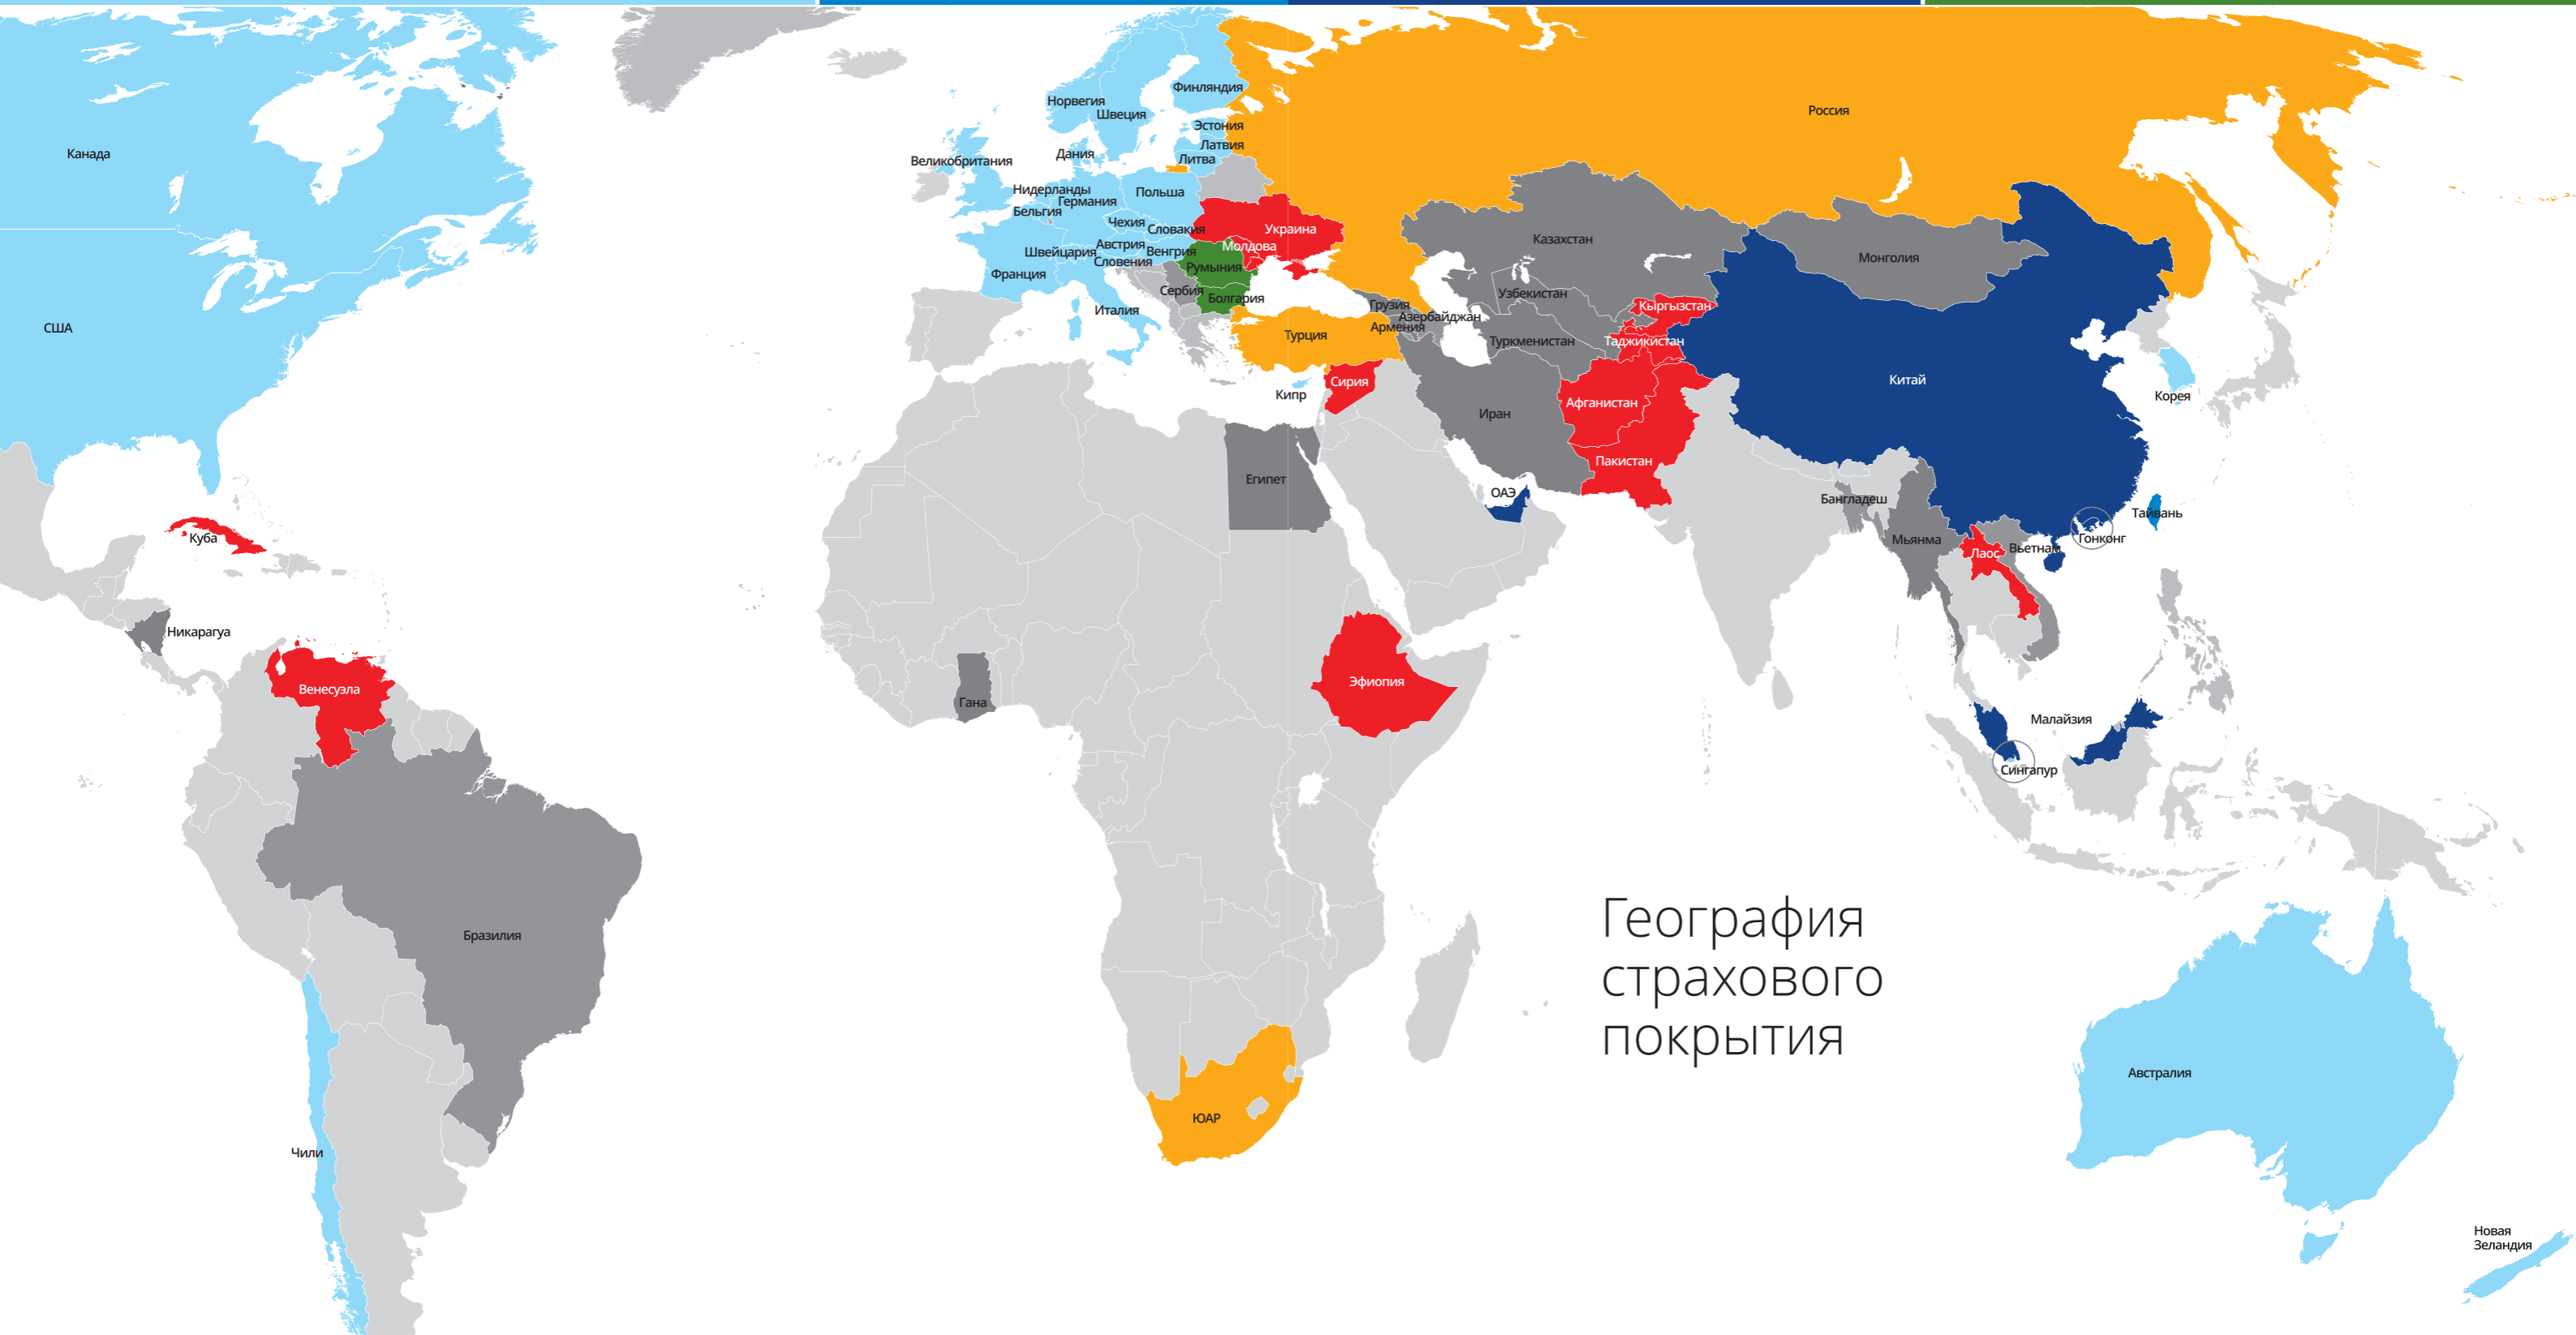 Канада
США
Куба
Никарагуа
Венесуэла
Бразилия
Чили
Норвегия
Швеция
Финляндия
Эстония
Латвия
Литва
Дания
Великобритания
Нидерланды
Германия
Бельгия
Польша
Чехия
Словакия
Австрия
Венгрия
Швейцария
Словения
Франция
Италия
Сербия
Румыния
Болгария
Молдова
Украина
Россия
Казахстан
Монголия
Узбекистан
Кыргызстан
Грузия
Азербайджан
Армения
Турция
Туркменистан
Таджикистан
Сирия
Кипр
Иран
Афганистан
Пакистан
Китай
Корея
Египет
ОАЭ
Бангладеш
Мьянма
Лаос
Вьетнам
Гонконг
Тайвань
Гана
Эфиопия
Малайзия
Сингапур
География
страхового
покрытия
ЮАР
Австралия
Новая
Зеландия